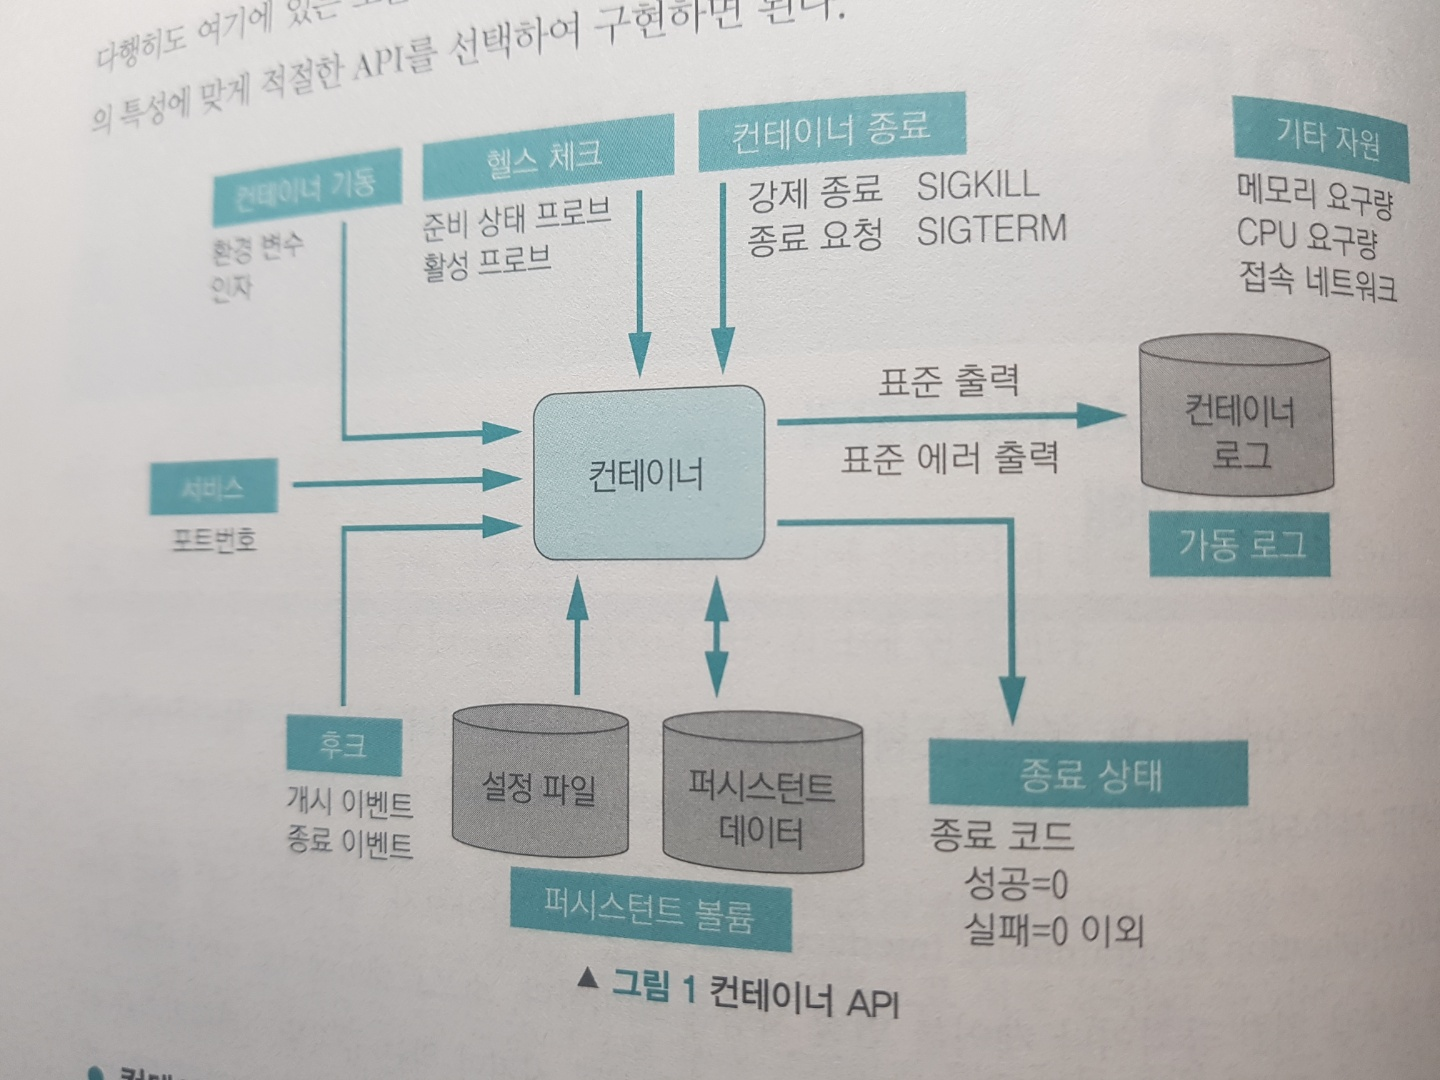 다행히도 여기에 있는
의 특성에 맞게 적절한 API를 선택하여 구현하면 된다.
컨테이너 기동
환경 변수
인자
헬스 체크
준비 상태 프로브
활성 프로브
컨테이너 종료
강제 종료 SIGKILL
종료 요청 SIGTERM
기타 자원
메모리 요구량
CPU 요구량
접속 네트워크
표준 출력
표준 에러 출력
컨테이너
로그
가동 로그
컨테이너
서비스
포트번호
후크
개시 이벤트
종료 이벤트
설정 파일
퍼시스턴트
데이터
퍼시스턴트 볼륨
종료 상태
종료 코드
성공=0
실패=0 이외
▲ 그림 1 컨테이너 API